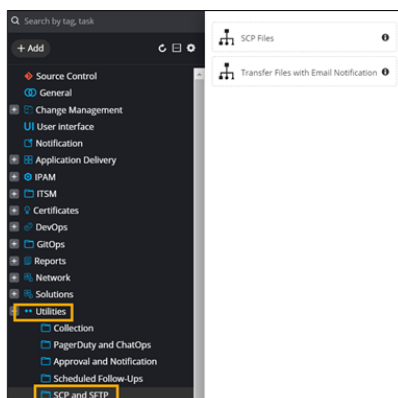 Search by tag, task
+ Add
Source Control
General
Change Management
UI User interface
Notification
Application Delivery
IPAM
ITSM
Certificates
DevOps
GitOps
Reports
Network
Solutions
Utilities
Collection
PagerDuty and ChatOps
Approval and Notification
Scheduled Follow-Ups
SCP and SFTP
SCP Files
Transfer Files with Email Notification